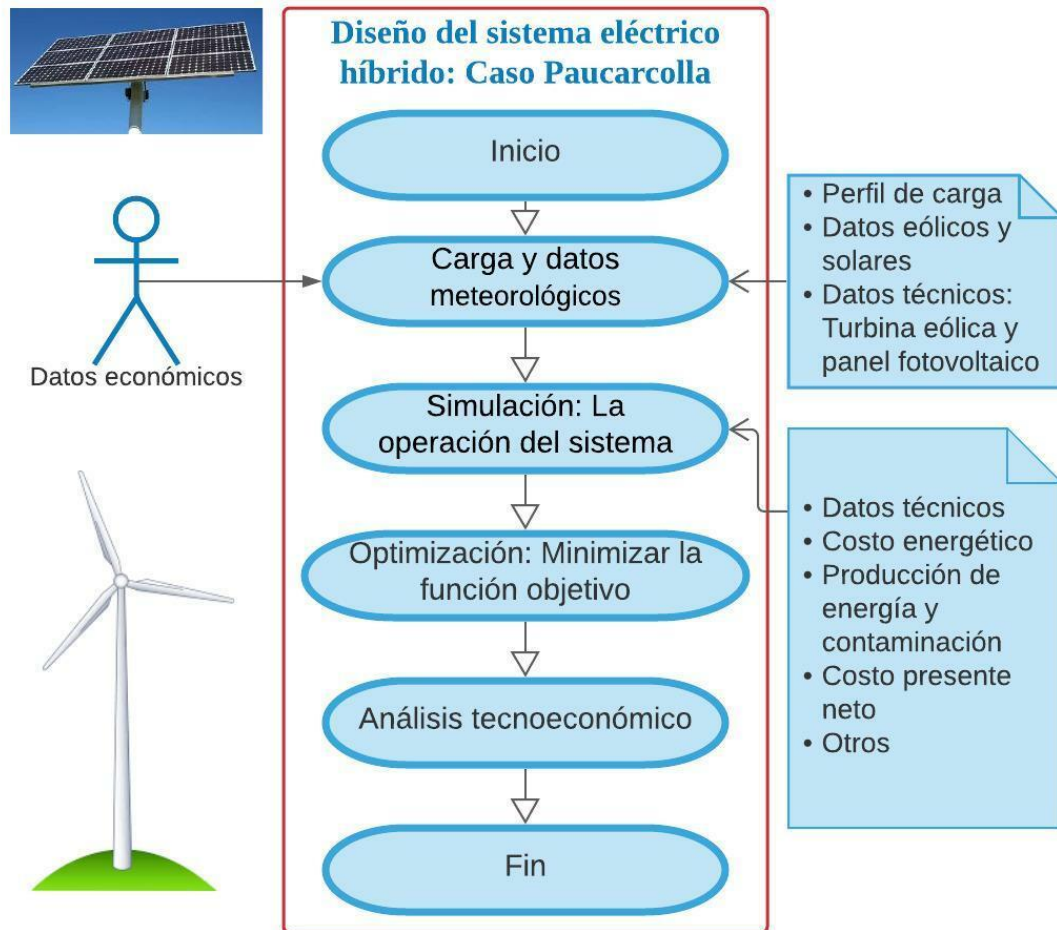 Diseño del sistema eléctrico
híbrido: Caso Paucarcolla
Inicio
Carga y datos
meteorológicos
Simulación: La
operación del sistema
Optimización: Minimizar la
función objetivo
Análisis tecnoeconómico
Fin
Datos económicos
• Perfil de carga
• Datos eólicos y
solares
• Datos técnicos:
Turbina eólica y
panel fotovoltaico
• Datos técnicos
• Costo energético
• Producción de
energía y
contaminación
• Costo presente
neto
• Otros